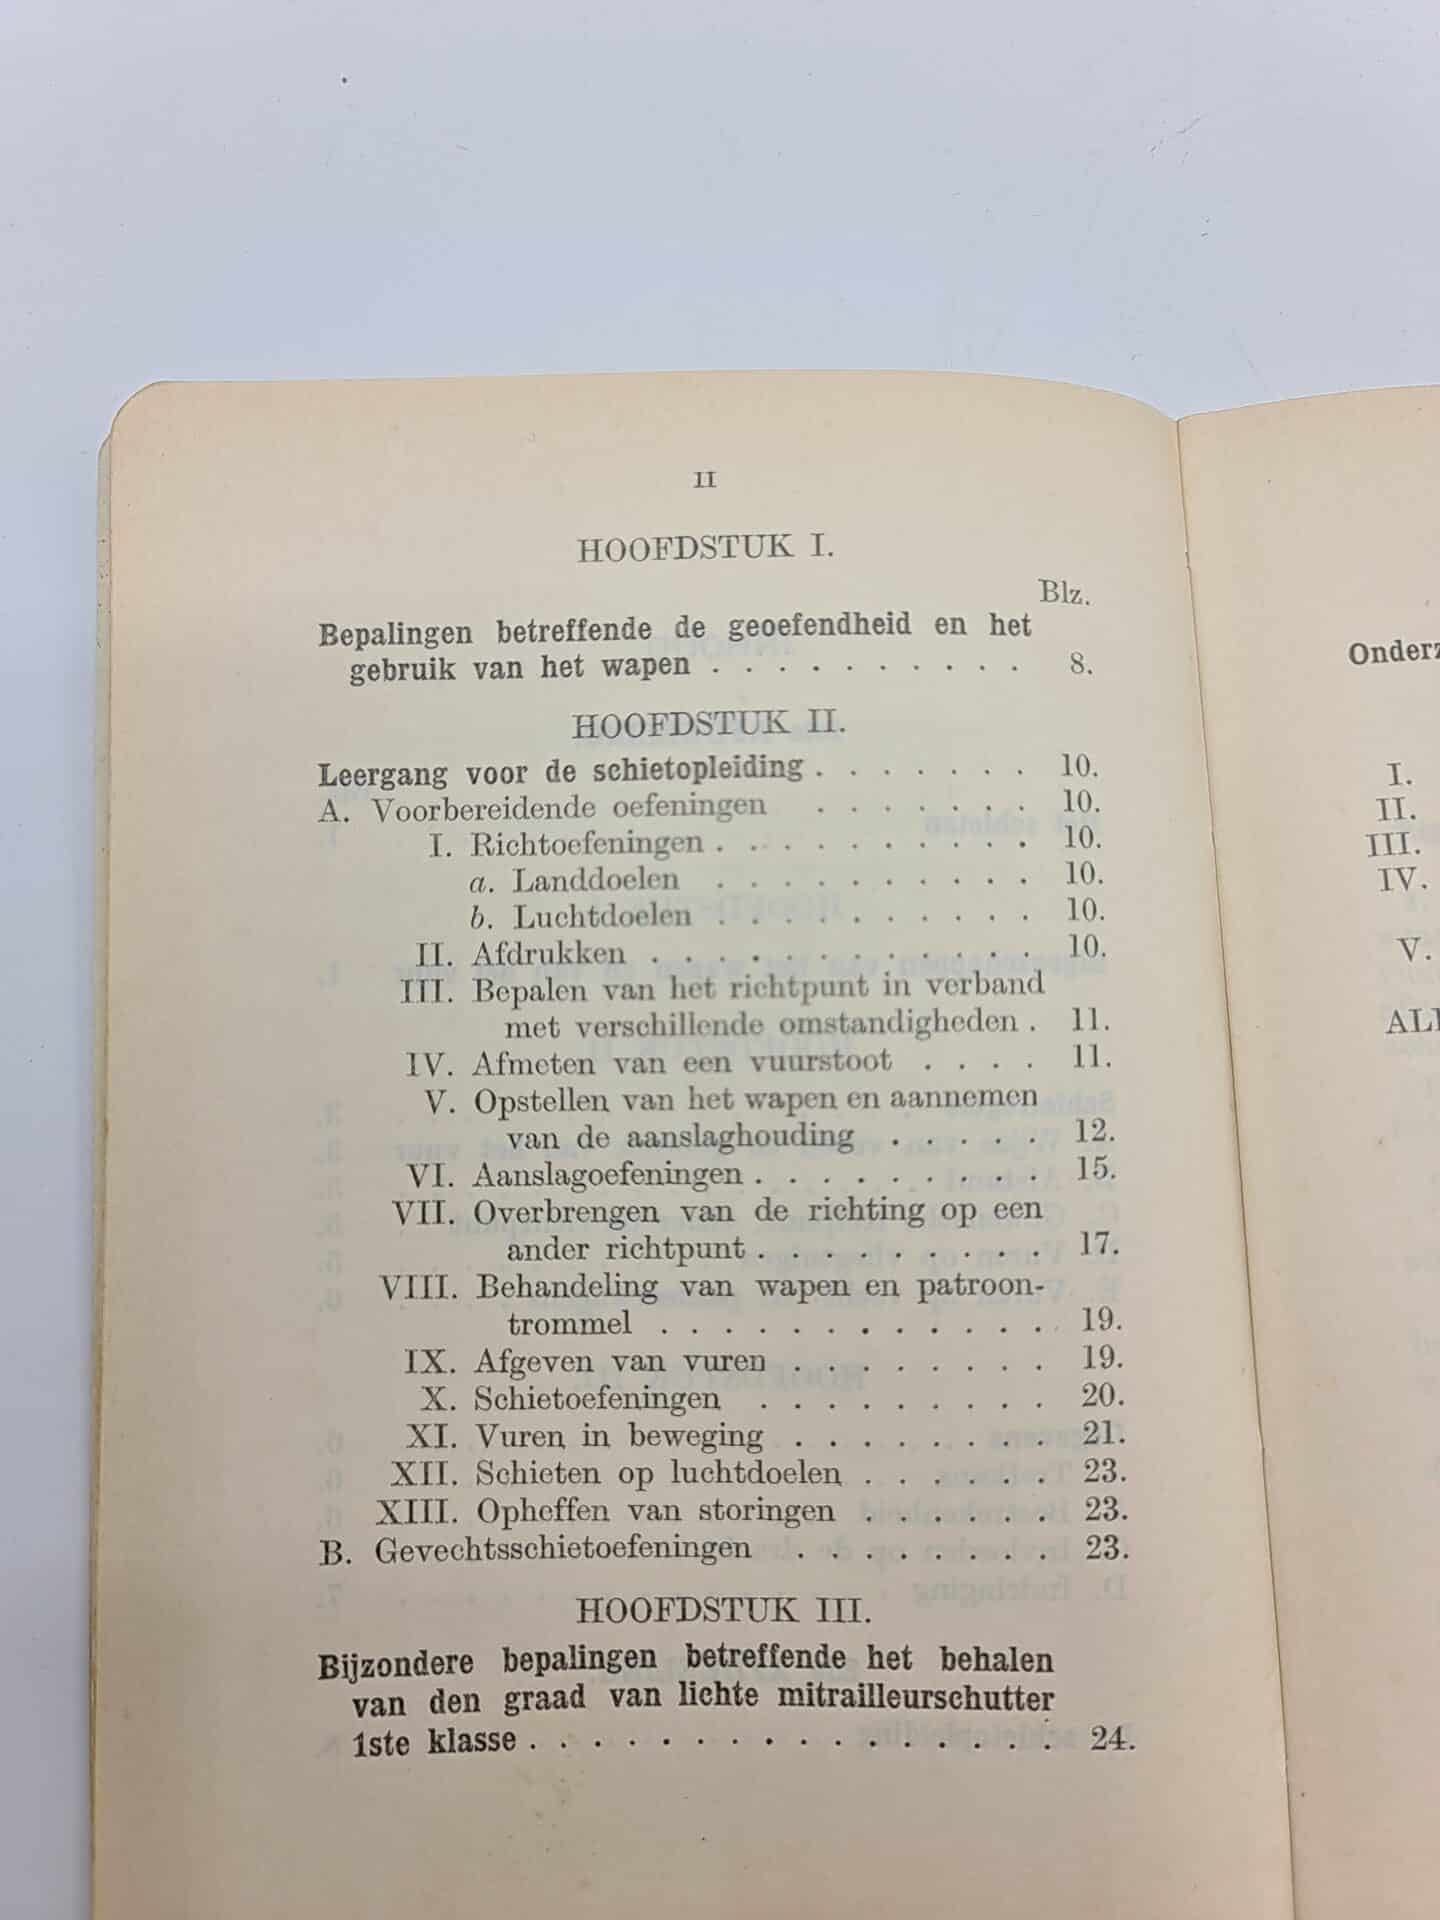 II
HOOFDSTUK I.
Blz.
Bepalingen betreffende de geoefendheid en het
gebruik van het wapen . . . . . . . . . . 8.
HOOFDSTUK II.
Leergang voor de schietopleiding . . . . . . . 10.
A. Voorbereidende oefeningen . . . . . . . 10.
I. Richtoefeningen . . . . . . . . . . 10.
a. Landdoelen . . . . . . . . . . 10.
b. Luchtdoelen . . . . . . . . . . 10.
II. Afdrukken . . . . . . . . . . . . 10.
III. Bepalen van het richtpunt in verband
met verschillende omstandigheden . 11.
IV. Afmeten van een vuurstoot . . . . 11.
V. Opstellen van het wapen en aannemen
van de aanslaghouding . . . . . 12.
VI. Aanslagoefeningen . . . . . . . . . 15.
VII. Overbrengen van de richting op een
ander richtpunt . . . . . . . . . . 17.
VIII. Behandeling van wapen en patroon-
trommel . . . . . . . . . . . . 19.
IX. Afgeven van vuren . . . . . . . . 19.
X. Schietoefeningen . . . . . . . . . 20.
XI. Vuren in beweging . . . . . . . . 21.
XII. Schieten op luchtdoelen . . . . . . 23.
XIII. Opheffen van storingen . . . . . . 23.
B. Gevechtsschietoefeningen . . . . . . . . 23.
HOOFDSTUK III.
Bijzondere bepalingen betreffende het behalen
van den graad van lichte mitrailleurschutter
1ste klasse . . . . . . . . . . . . . . . . 24.
I.
II.
III.
IV.
V.